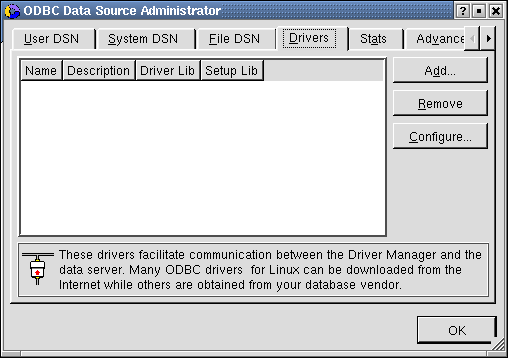 ODBC Data Source Administrator
User DSN System DSN File DSN Drivers Stats Advance
Name Description Driver Lib Setup Lib
Add...
Remove
Configure...
These drivers facilitate communication between the Driver Manager and the
data server. Many ODBC drivers for Linux can be downloaded from the
Internet while others are obtained from your database vendor.
OK